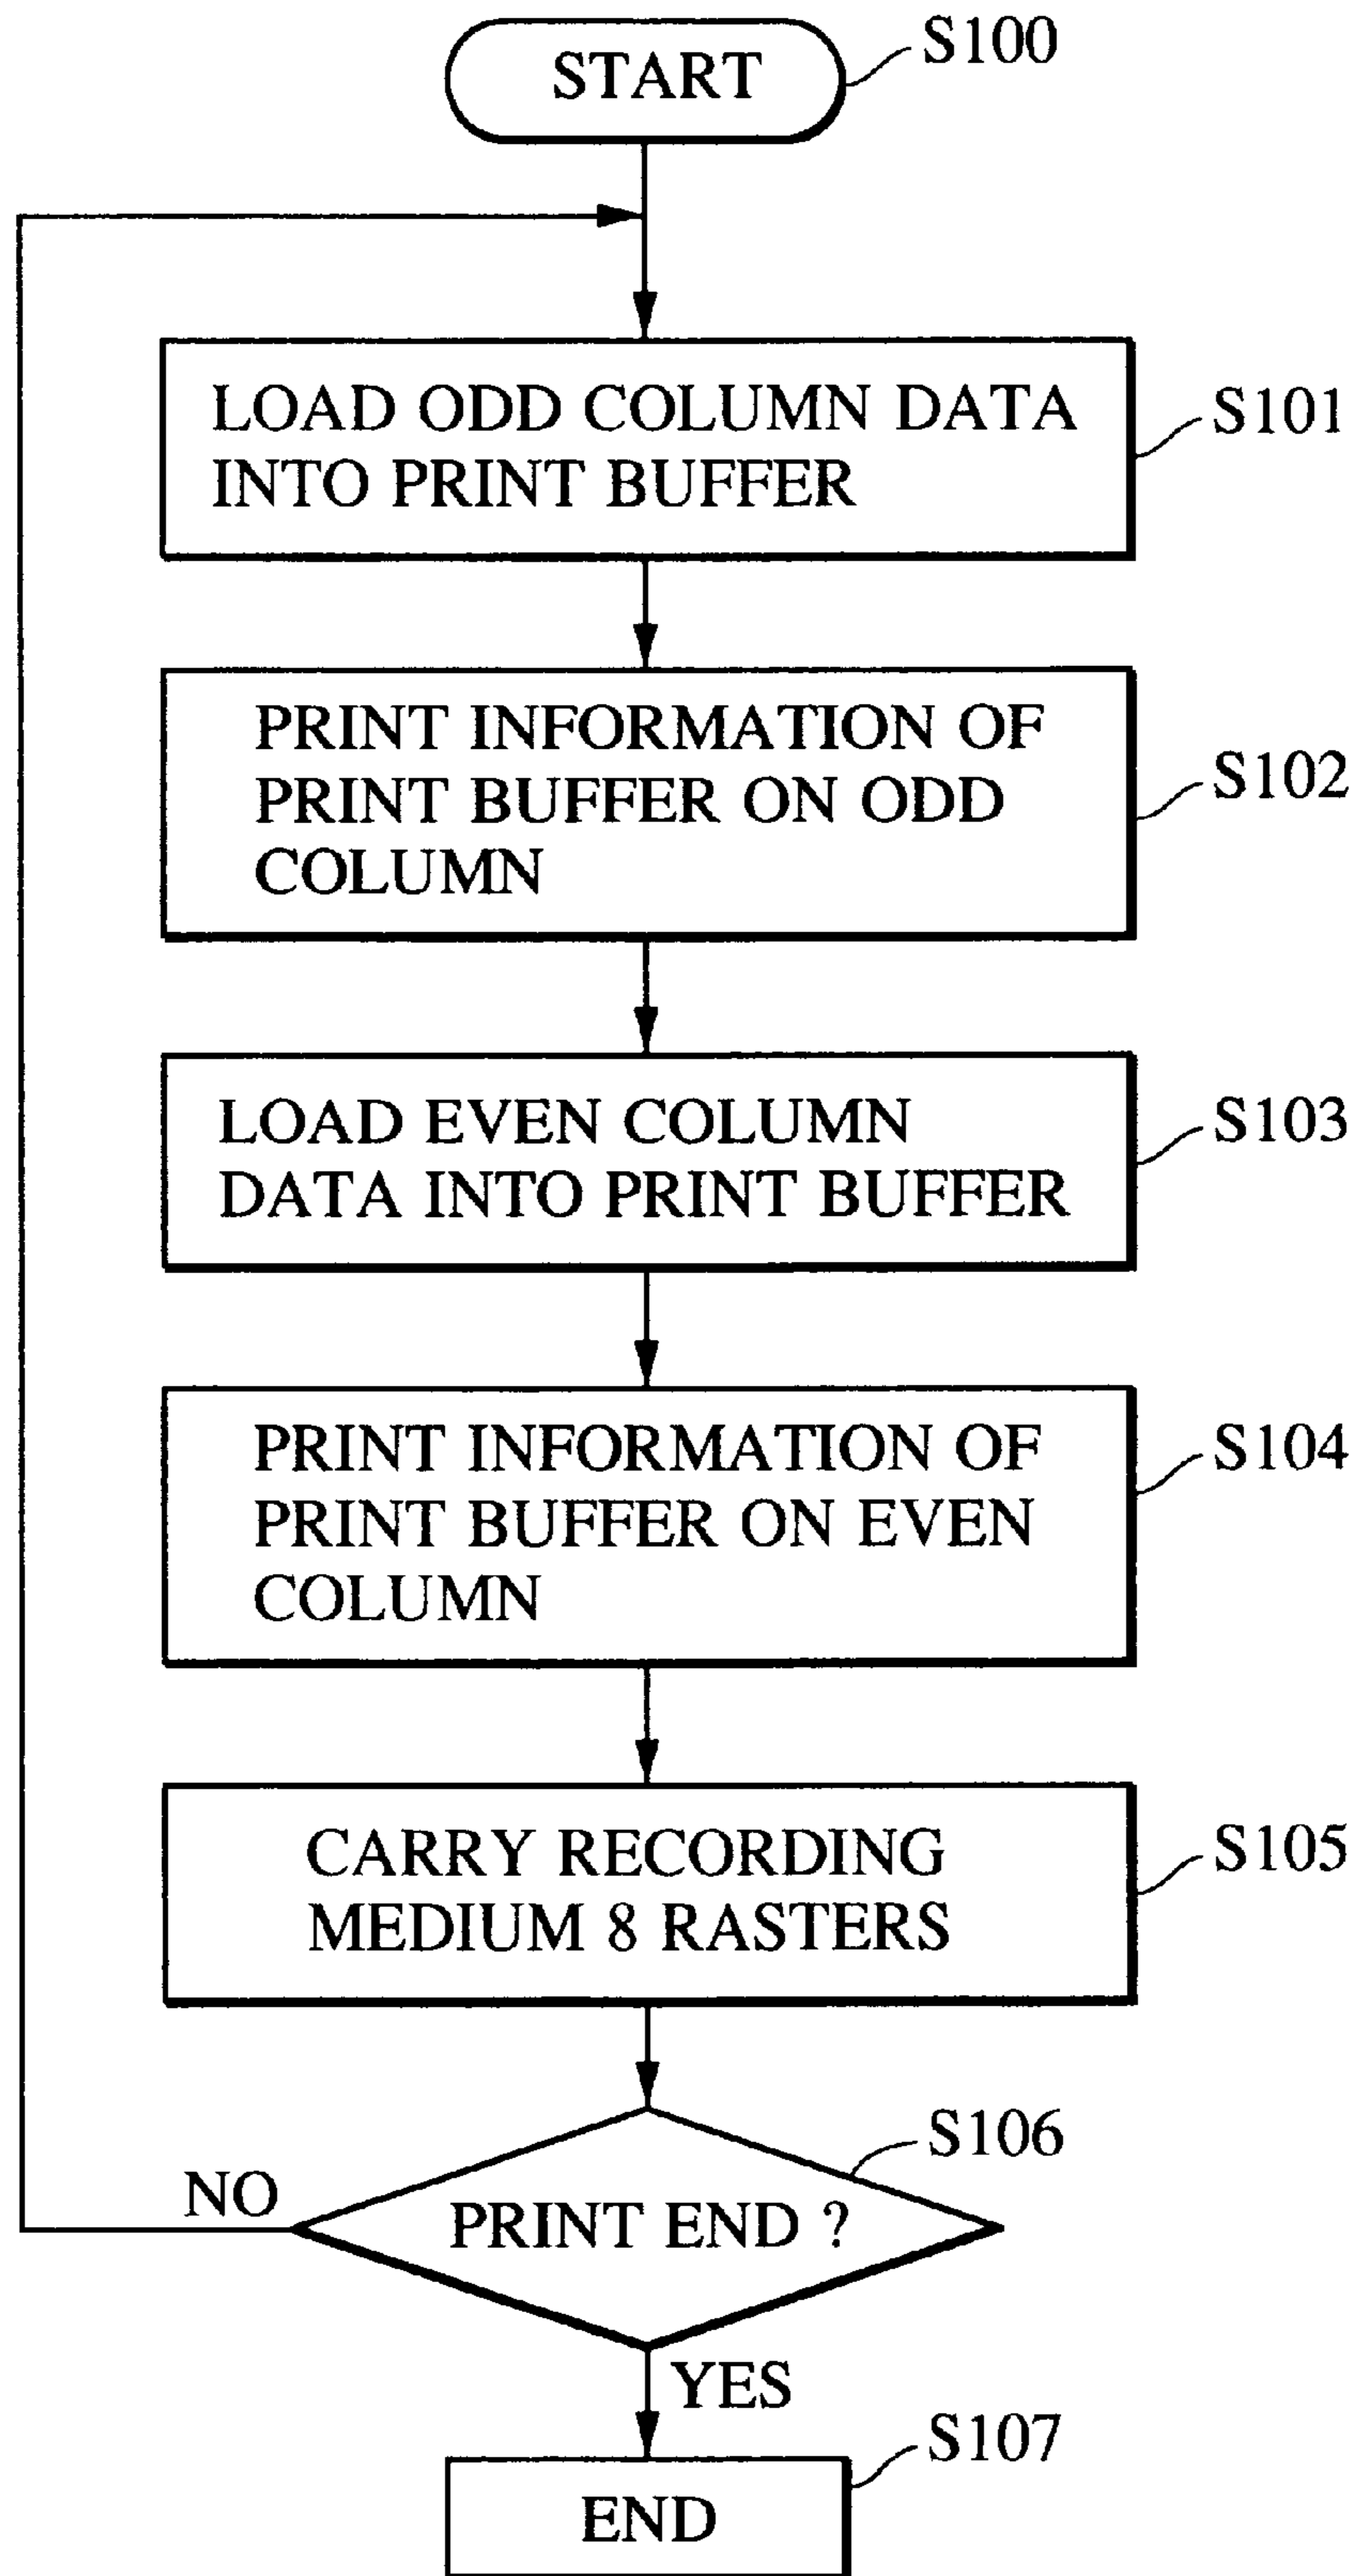 START
S100
LOAD ODD COLUMN DATA
INTO PRINT BUFFER
S101
PRINT INFORMATION OF
PRINT BUFFER ON ODD
COLUMN
S102
LOAD EVEN COLUMN
DATA INTO PRINT BUFFER
S103
PRINT INFORMATION OF
PRINT BUFFER ON EVEN
COLUMN
S104
CARRY RECORDING
MEDIUM 8 RASTERS
S105
S106
NO
PRINT END ?
YES
S107
END